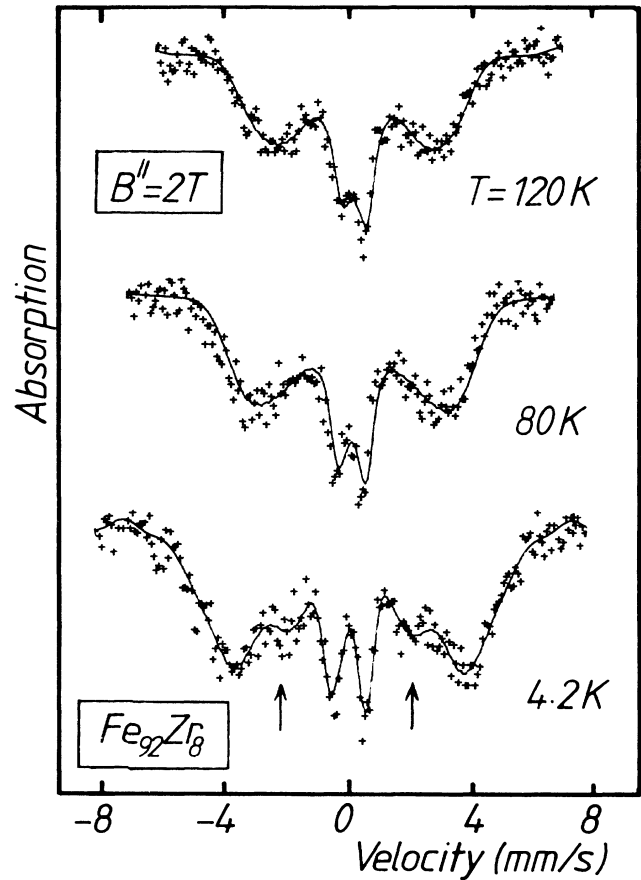 B"=2T
T=120K
80K
4.2K
Fe92Zr8
Absorption
-8
-4
0
4
8
Velocity (mm/s)